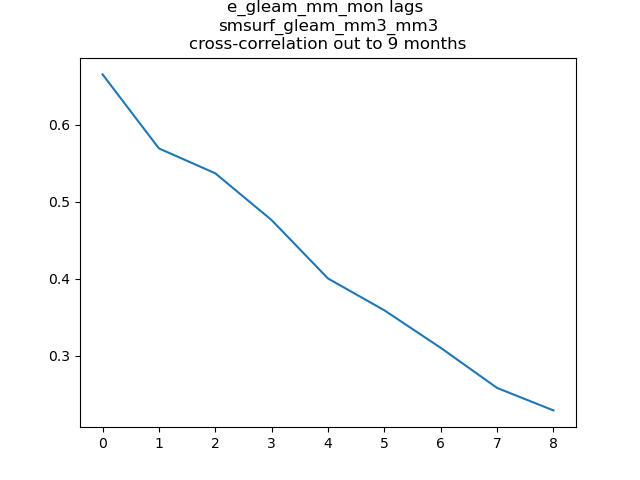 e_gleam_mm_mon lags
smsurf_gleam_mm3_mm3
cross-correlation out to 9 months
0.6
0.5
0.4
0.3
0 1 2 3 4 5 6 7 8